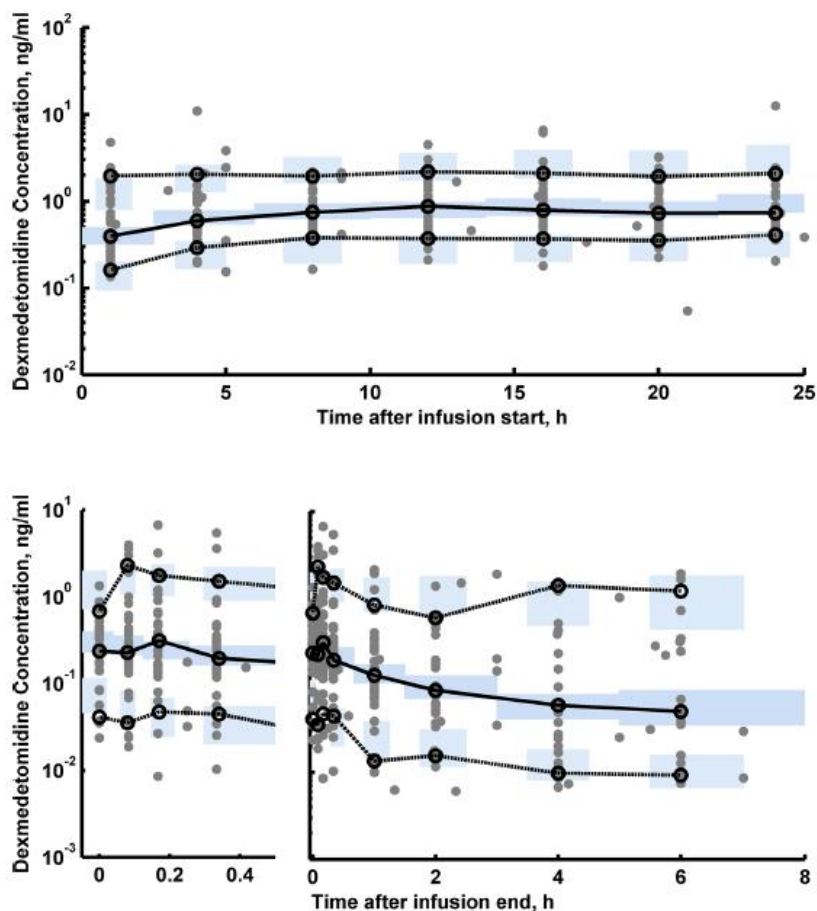 Dexmedetomidine Concentration, ng/ml
10^2
10^1
10^0
10^-1
10^-2
0 5 10 15 20 25
Time after infusion start, h
Dexmedetomidine Concentration, ng/ml
10^1
10^0
10^-1
10^-2
10^-3
0 0.2 0.4 0 2 4 6 8
Time after infusion end, h